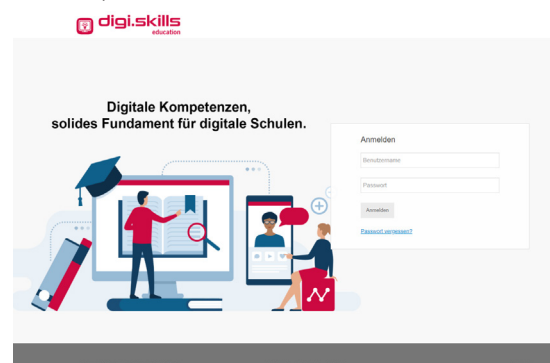 digi.skills
education
Digitale Kompetenzen,
solides Fundament für digitale Schulen.
Anmelden
Benutzername
Passwort
Anmelden
Passwort vergessen?